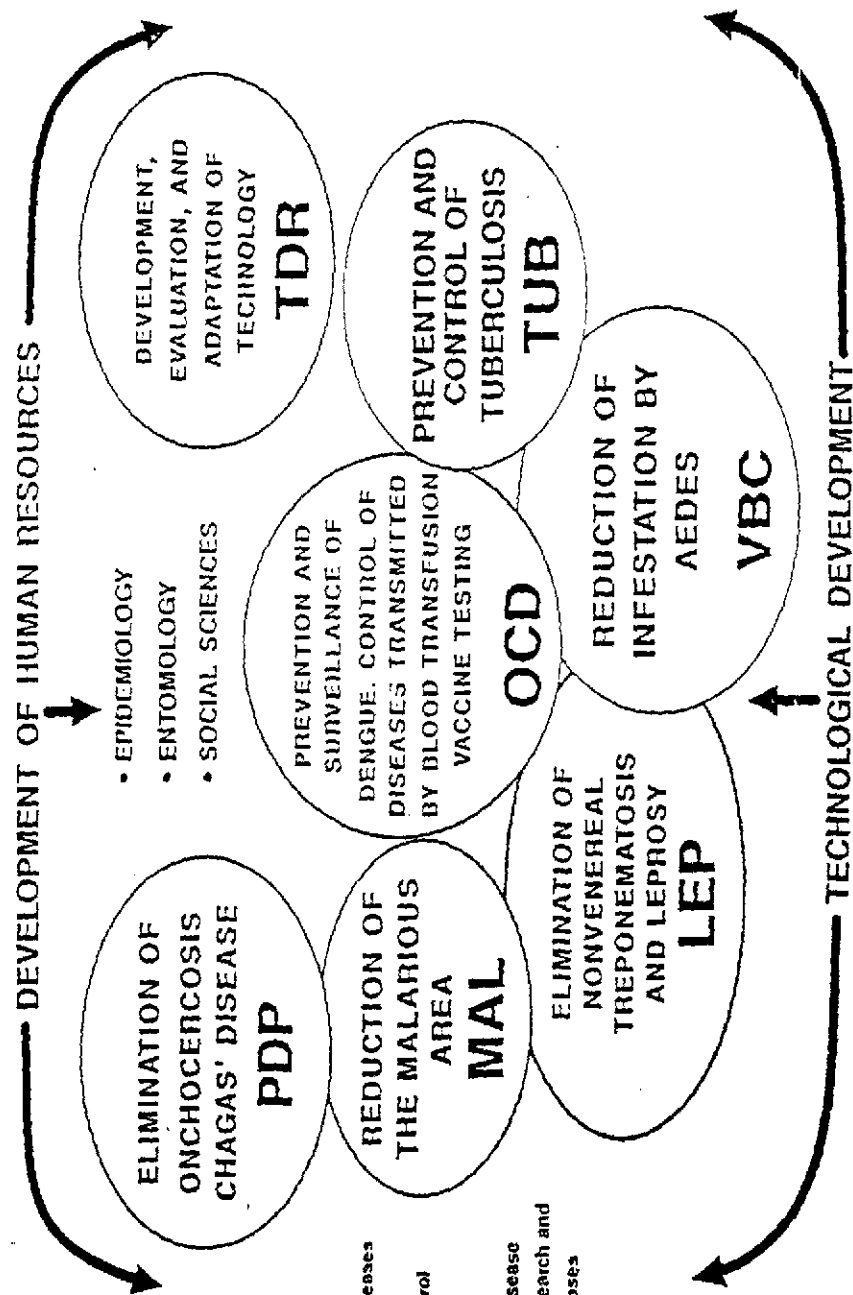 DEVELOPMENT OF HUMAN RESOURCES
• EPIDEMIOLOGY
• ENTOMOLOGY
• SOCIAL SCIENCES
ELIMINATION OF
ONCHOCERCOSIS
CHAGAS' DISEASE
PDP
DEVELOPMENT,
EVALUATION, AND
ADAPTATION OF
TECHNOLOGY
TDR
REDUCTION OF
THE MALARIOUS
AREA
MAL
PREVENTION AND
SURVEILLANCE OF
DENGUE. CONTROL OF
DISEASES TRANSMITTED
BY BLOOD TRANSFUSION
VACCINE TESTING
OCD
PREVENTION AND
CONTROL OF
TUBERCULOSIS
TUB
ELIMINATION OF
NONVENEREAL
TREPONEMATOSIS
AND LEPROSY
LEP
REDUCTION OF
INFESTATION BY
AEDES
VBC
TECHNOLOGICAL DEVELOPMENT
and